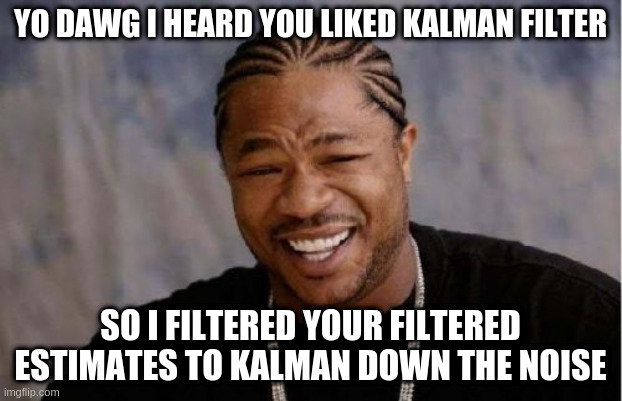 YO DAWG I HEARD YOU LIKED KALMAN FILTER
SO I FILTERED YOUR FILTERED
ESTIMATES TO KALMAN DOWN THE NOISE
imgflip.com